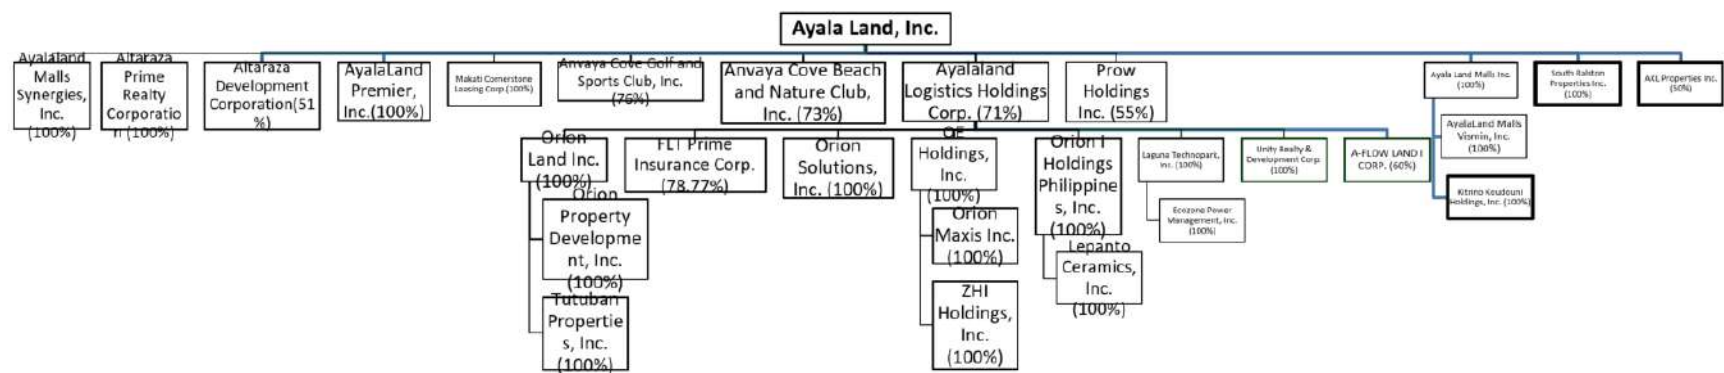 Ayala Land, Inc.
Ayalaland
Malls
Synergies,
Inc.
(100%)
Altaraza
Prime
Realty
Corporatio
n (100%)
Altaraza
Development
Corporation(51
%)
AyalaLand
Premier,
Inc.(100%)
Makati Cornerstone
Leasing Corp.(100%)
Anvaya Cove Golf and
Sports Club, Inc.
(76%)
Anvaya Cove Beach
and Nature Club,
Inc. (73%)
Ayalaland
Logistics Holdings
Corp. (71%)
Prow
Holdings
Inc. (55%)
Ayala Land Malls Inc.
(100%)
South Ralston
Properties Inc.
(100%)
AKL Properties Inc.
(50%)
Orion
Land Inc.
(100%)
FLT Prime
Insurance Corp.
(78.77%)
Orion
Solutions,
Inc. (100%)
OE
Holdings,
Inc.
(100%)
Orion I
Holdings
Philippine
s, Inc.
(100%)
Laguna Technopark,
Inc. (100%)
Unity Realty &
Development Corp.
(100%)
A-FLOW LAND I
CORP. (60%)
AyalaLand Malls
Vismin, Inc.
(100%)
Kitrino Koudouni
Holdings, Inc. (100%)
Orion
Property
Developme
nt, Inc.
(100%)
Tutuban
Propertie
s, Inc.
(100%)
Orion
Maxis Inc.
(100%)
ZHI
Holdings,
Inc.
(100%)
Lepanto
Ceramics,
Inc.
(100%)
Ecozone Power
Management, Inc.
(100%)